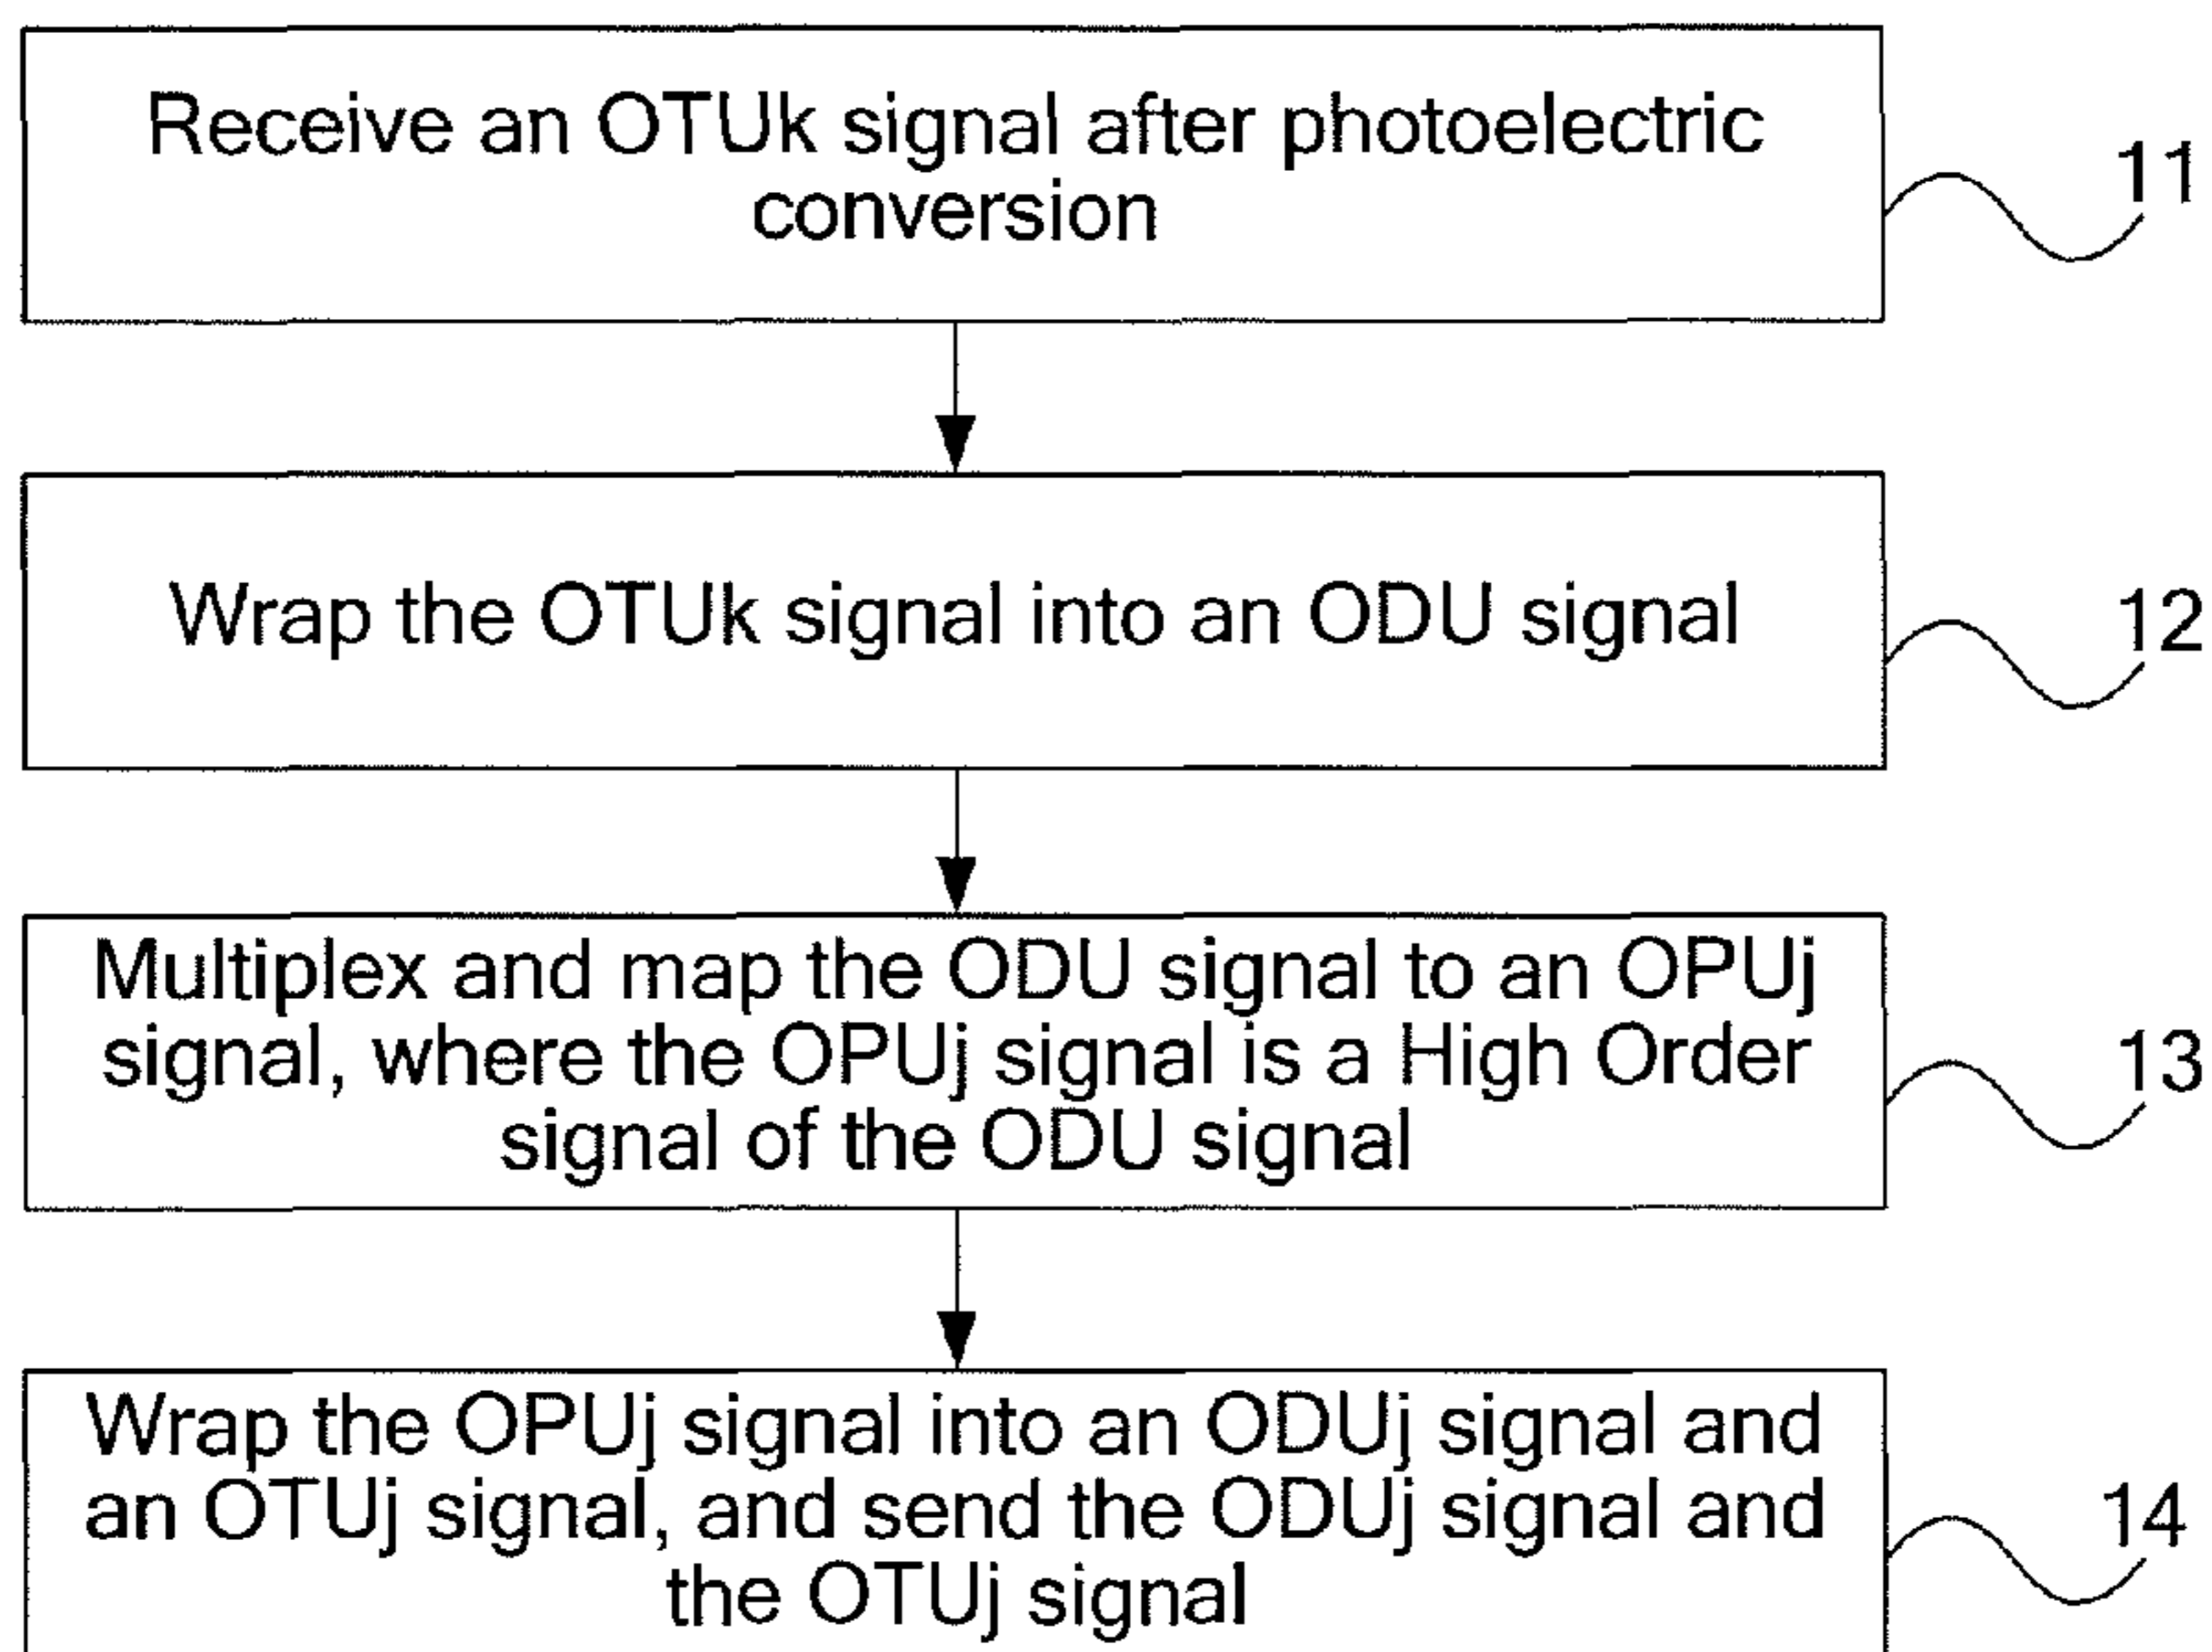 Receive an OTUk signal after photoelectric
conversion
11
Wrap the OTUk signal into an ODU signal
12
Multiplex and map the ODU signal to an OPUj
signal, where the OPUj signal is a High Order
signal of the ODU signal
13
Wrap the OPUj signal into an ODUj signal and
an OTUj signal, and send the ODUj signal and
the OTUj signal
14